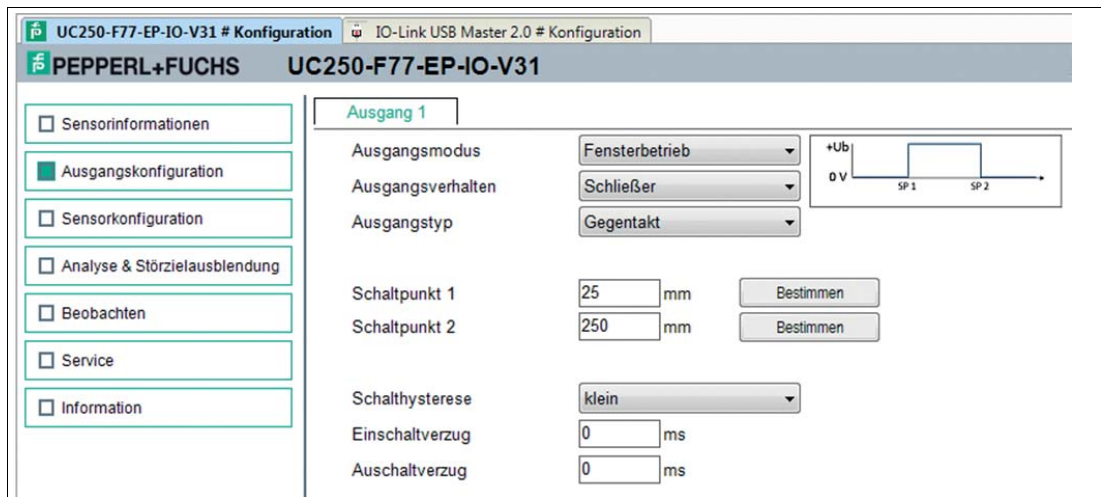 UC250-F77-EP-IO-V31 # Konfiguration
IO-Link USB Master 2.0 # Konfiguration
PEPPERL+FUCHS UC250-F77-EP-IO-V31
Sensorinformationen
Ausgangskonfiguration
Sensorkonfiguration
Analyse & Störzielausblendung
Beobachten
Service
Information
Ausgang 1
Ausgangsmodus Fensterbetrieb
Ausgangsverhalten Schließer
Ausgangstyp Gegentakt
+Ub
0 V
SP 1 SP 2
Schaltpunkt 1 25 mm Bestimmen
Schaltpunkt 2 250 mm Bestimmen
Schalthysterese klein
Einschaltverzug 0 ms
Auschaltverzug 0 ms